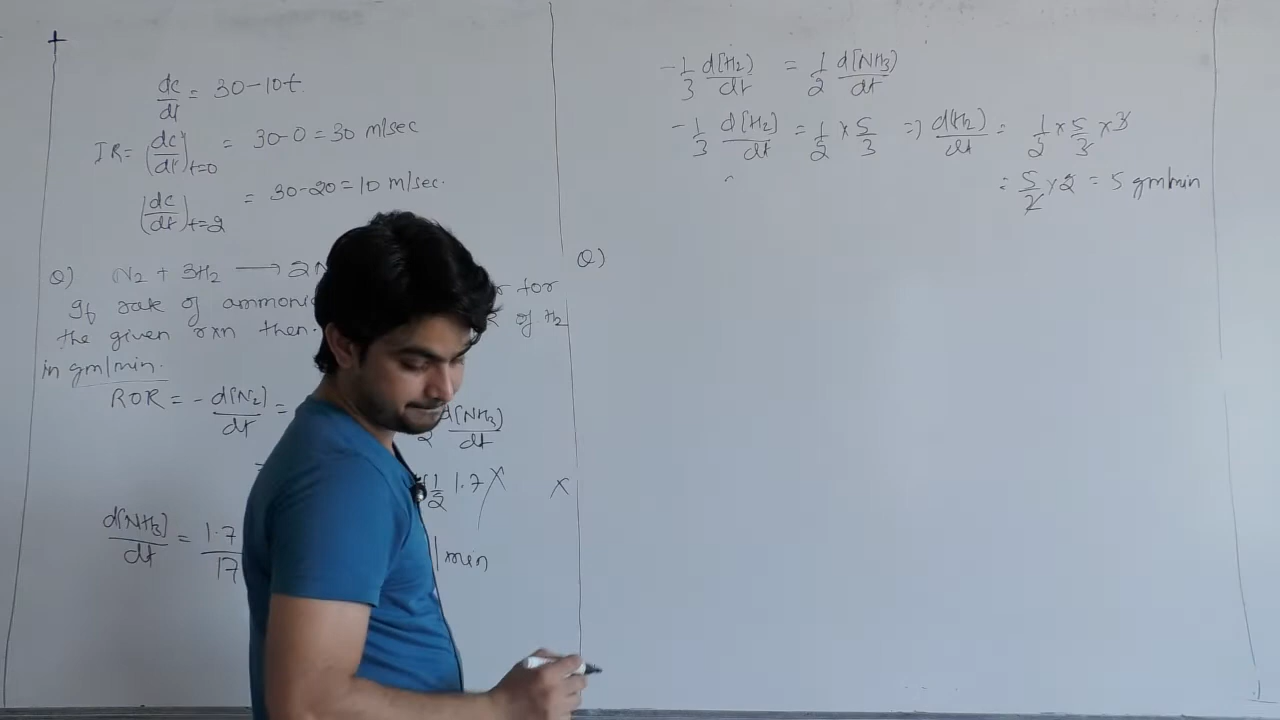 dc/dt = 30-10t
IR = (dc/dt)t=0 = 30-0 = 30 m/sec
(dc/dt)t=2 = 30-20 = 10 m/sec.
Q) N2 + 3H2 ⟶ 2N
If rate of ammoni for
the given rxn then. of H2
in gm/min.
ROR = - d[N2]/dt = d[NH3]/dt
1/2 1.7
d[NH3]/dt = 1.7/17 min
-1/3 d[H2]/dt = 1/2 d[NH3]/dt
-1/3 d[H2]/dt = 1/2 × 5/3 ⇒ d[H2]/dt = 1/2 × 5/3 × 3
= 5/2 × 2 = 5 gm/min
Q)